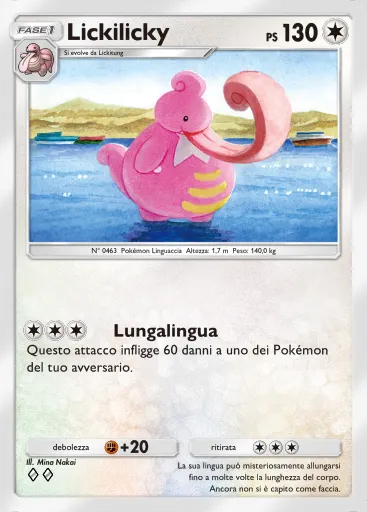 FASE 1
Lickilicky
PS 130
Si evolve da Lickitung
N° 0463 Pokémon Linguaccia Altezza: 1,7 m Peso: 140,0 kg
Lungalingua
Questo attacco infligge 60 danni a uno dei Pokémon
del tuo avversario.
debolezza +20
ritirata
Ill. Mina Nakai
La sua lingua può misteriosamente allungarsi
fino a molte volte la lunghezza del corpo.
Ancora non si è capito come faccia.